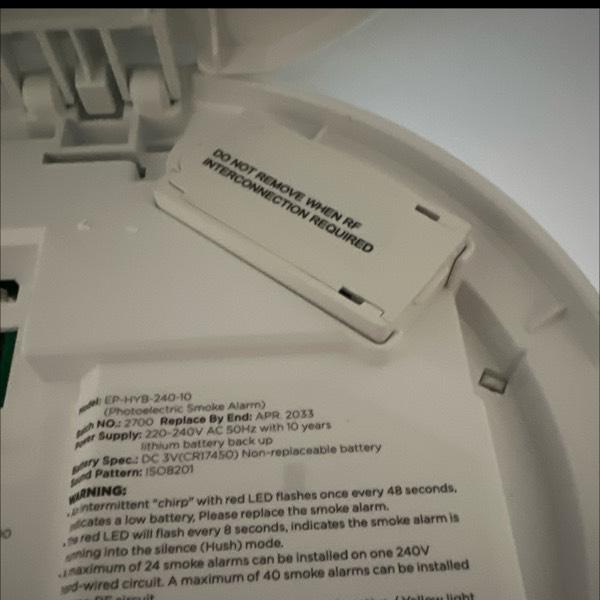 DO NOT REMOVE WHEN RF
INTERCONNECTION REQUIRED
Model: EP-HYB-240-10
(Photoelectric Smoke Alarm)
NO.: 2700 Replace By End: APR. 2033
Power Supply: 220-240V AC 50Hz with 10 years
lithium battery back up
Battery Spec.: DC 3V(CR17450) Non-replaceable battery
Sound Pattern: ISO8201
WARNING:
intermittent "chirp" with red LED flashes once every 48 seconds,
indicates a low battery, Please replace the smoke alarm.
red LED will flash every 8 seconds, indicates the smoke alarm is
into the silence (Hush) mode.
maximum of 24 smoke alarms can be installed on one 240V
circuit. A maximum of 40 smoke alarms can be installed
light